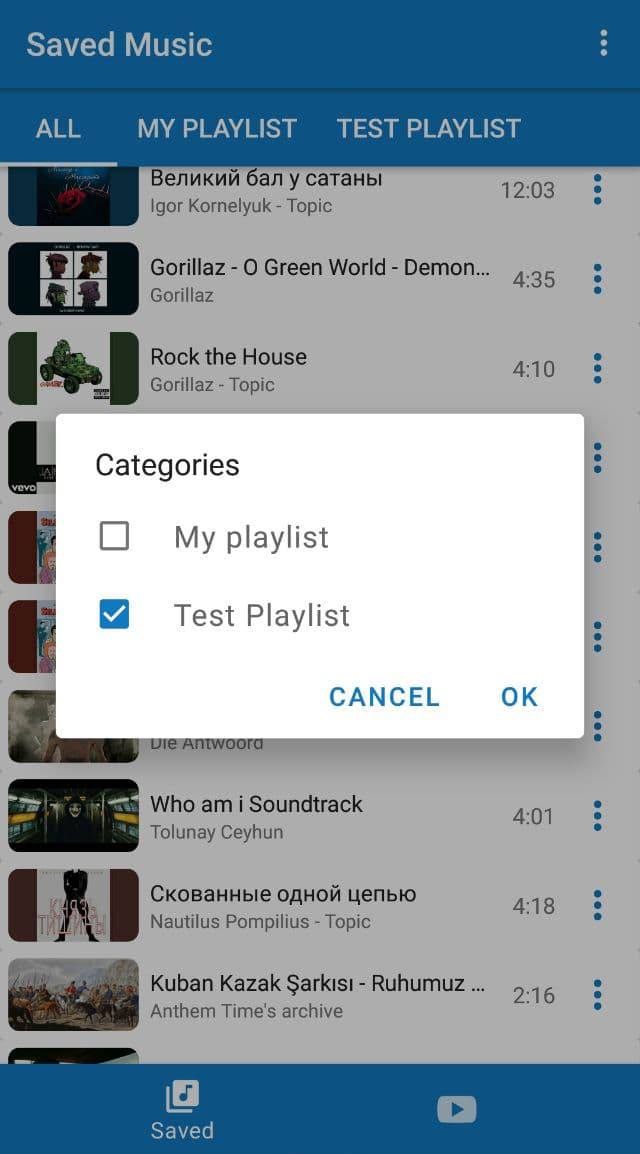 Saved Music
ALL
MY PLAYLIST
TEST PLAYLIST
Великий бал у сатаны
12:03
Igor Kornelyuk - Topic
Gorillaz - O Green World - Demon...
4:35
Gorillaz
Rock the House
4:10
Gorillaz - Topic
vevo
Categories
My playlist
Test Playlist
CANCEL
OK
Die Antwoord
Who am i Soundtrack
4:01
Tolunay Ceyhun
КНЯЗЬ
ТИШИНЫ
Скованные одной цепью
4:18
Nautilus Pompilius - Topic
Kuban Kazak Şarkısı - Ruhumuz ...
2:16
Anthem Time's archive
Saved